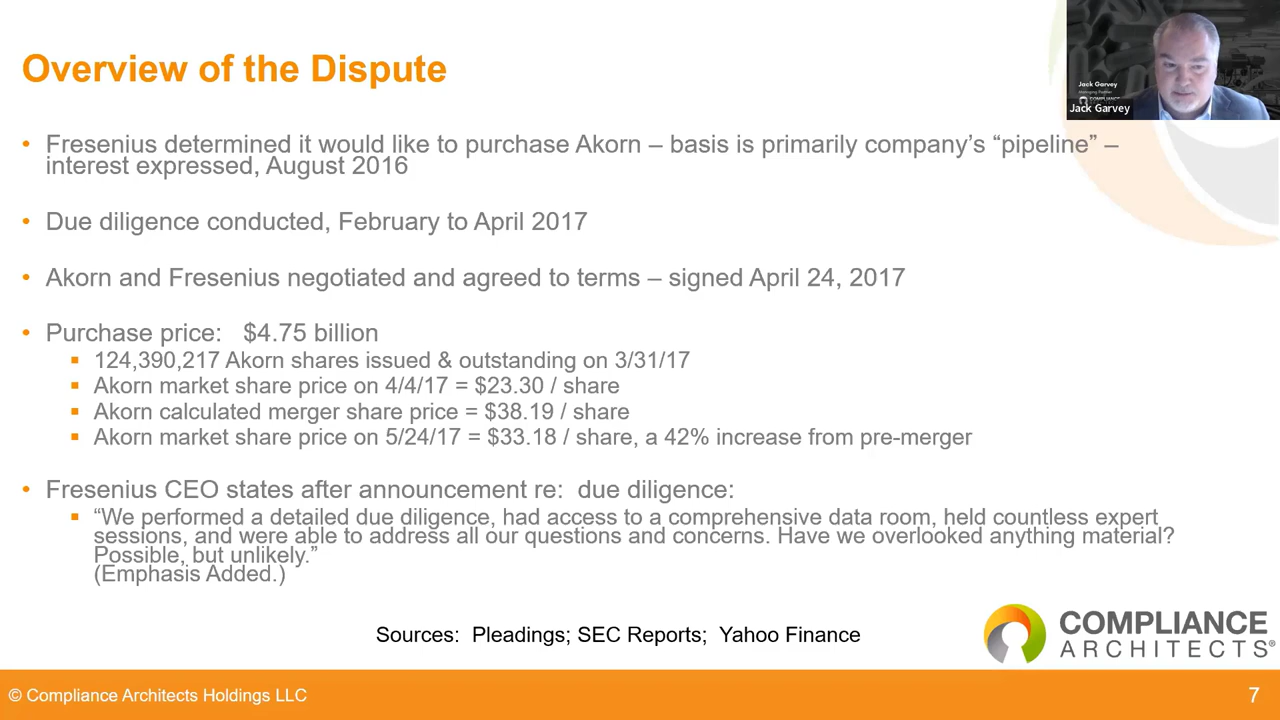 Overview of the Dispute
Jack Garvey
Jack Garvey
• Fresenius determined it would like to purchase Akorn – basis is primarily company’s “pipeline” –
interest expressed, August 2016
• Due diligence conducted, February to April 2017
• Akorn and Fresenius negotiated and agreed to terms – signed April 24, 2017
• Purchase price: $4.75 billion
▪ 124,390,217 Akorn shares issued & outstanding on 3/31/17
▪ Akorn market share price on 4/4/17 = $23.30 / share
▪ Akorn calculated merger share price = $38.19 / share
▪ Akorn market share price on 5/24/17 = $33.18 / share, a 42% increase from pre-merger
• Fresenius CEO states after announcement re: due diligence:
▪ “We performed a detailed due diligence, had access to a comprehensive data room, held countless expert
sessions, and were able to address all our questions and concerns. Have we overlooked anything material?
Possible, but unlikely.”
(Emphasis Added.)
Sources: Pleadings; SEC Reports; Yahoo Finance
COMPLIANCE
ARCHITECTS®
© Compliance Architects Holdings LLC
7